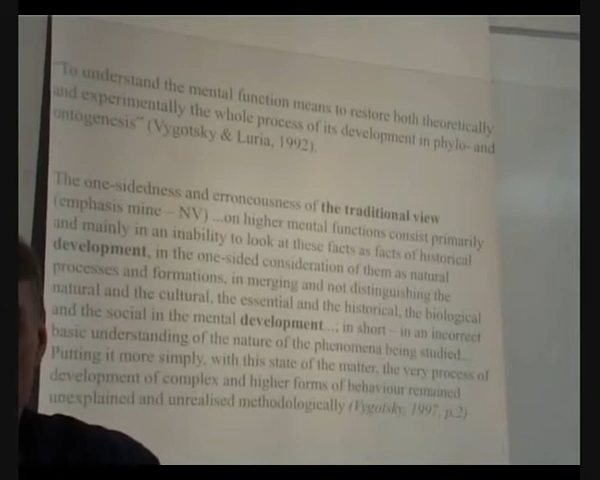 "To understand the mental function means to restore both theoretically
and experimentally the whole process of its development in phylo- and
ontogenesis" (Vygotsky & Luria, 1992).
The one-sidedness and erroneousness of the traditional view
(emphasis mine – NV) ...on higher mental functions consist primarily
and mainly in an inability to look at these facts as facts of historical
development, in the one-sided consideration of them as natural
processes and formations, in merging and not distinguishing the
natural and the cultural, the essential and the historical, the biological
and the social in the mental development..., in short – in an incorrect
basic understanding of the nature of the phenomena being studied...
Putting it more simply, with this state of the matter, the very process of
development of complex and higher forms of behaviour remained
unexplained and unrealised methodologically (Vygotsky, 1997, p.2)